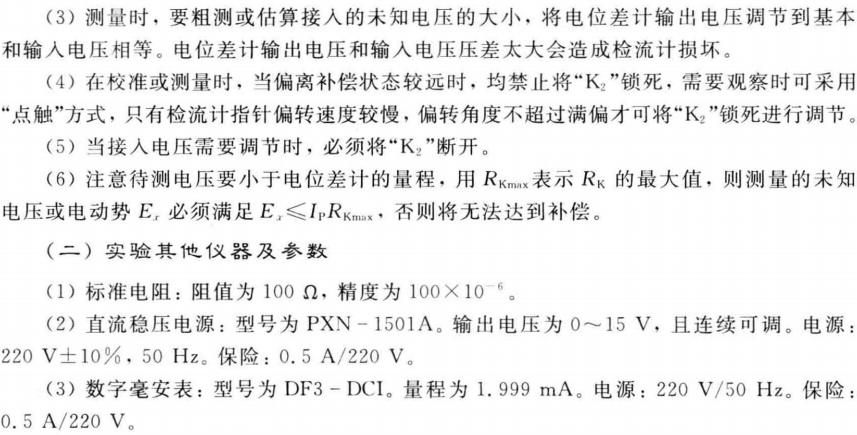 （3）测量时，要粗测或估算接入的未知电压的大小，将电位差计输出电压调节到基本
和输入电压相等。电位差计输出电压和输入电压压差太大会造成检流计损坏。
（4）在校准或测量时，当偏离补偿状态较远时，均禁止将“K₂”锁死，需要观察时可采用
“点触”方式，只有检流计指针偏转速度较慢，偏转角度不超过满偏才可将“K₂”锁死进行调节。
（5）当接入电压需要调节时，必须将“K₂”断开。
（6）注意待测电压要小于电位差计的量程，用 R_Kmax 表示 R_K 的最大值，则测量的未知
电压或电动势 Eₓ 必须满足 Eₓ≤I_P R_Kmax，否则将无法达到补偿。
（二）实验其他仪器及参数
（1）标准电阻：阻值为 100 Ω，精度为 100×10⁻⁶。
（2）直流稳压电源：型号为 PXN－1501A。输出电压为 0～15 V，且连续可调。电源：
220 V±10%，50 Hz。保险：0.5 A/220 V。
（3）数字毫安表：型号为 DF3－DCI。量程为 1.999 mA。电源：220 V/50 Hz。保险：
0.5 A/220 V。